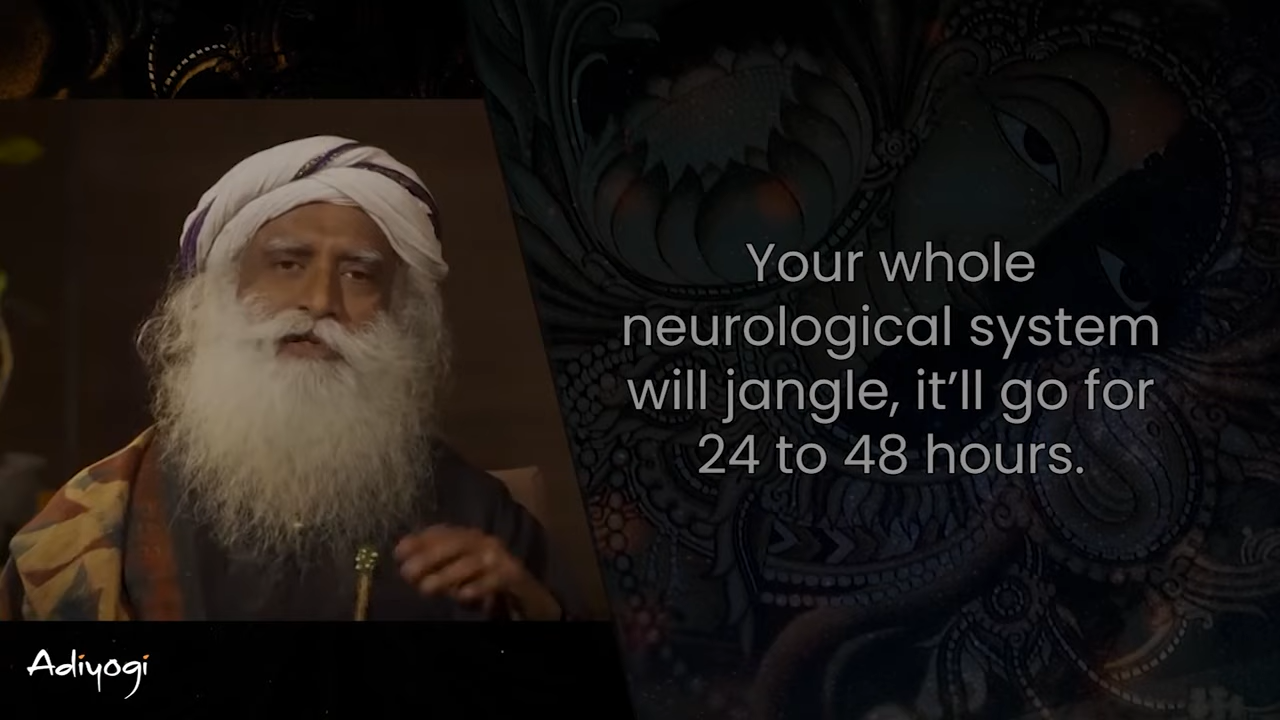 Your whole
neurological system
will jangle, it’ll go for
24 to 48 hours.
Adiyogi